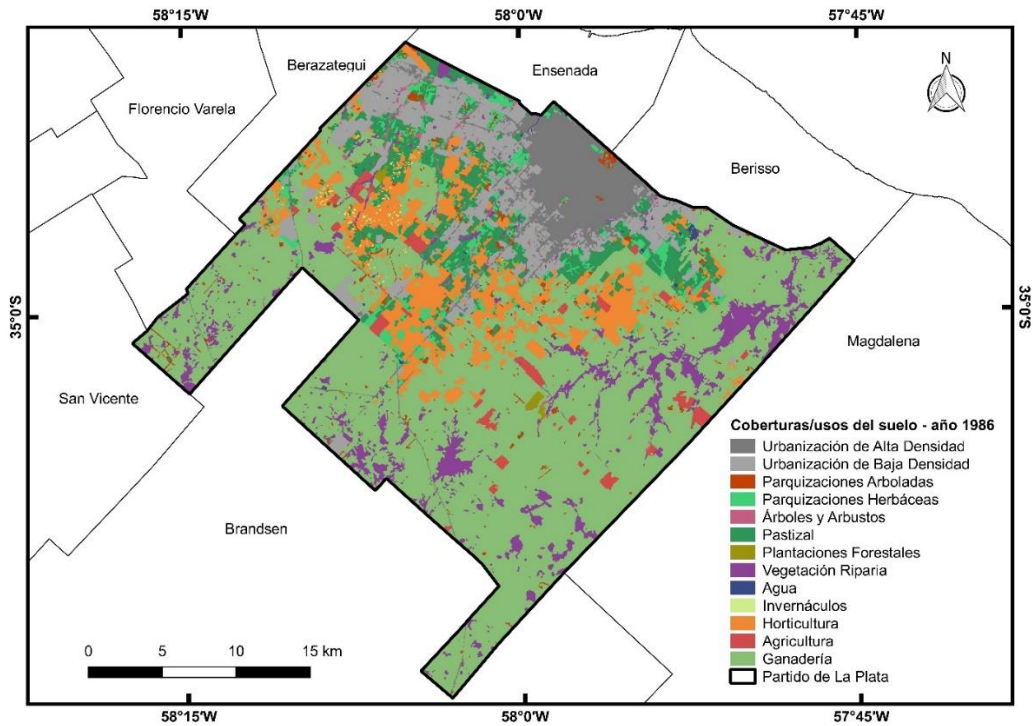 58°15'W 58°0'W 57°45'W
N
Berazategui
Ensenada
Florencio Varela
Berisso
35°0'S
35°0'S
Magdalena
San Vicente
Brandsen
Coberturas/usos del suelo - año 1986
Urbanización de Alta Densidad
Urbanización de Baja Densidad
Parquizaciones Arboladas
Parquizaciones Herbáceas
Árboles y Arbustos
Pastizal
Plantaciones Forestales
Vegetación Riparia
Agua
Invernáculos
Horticultura
Agricultura
Ganadería
Partido de La Plata
0 5 10 15 km
58°15'W 58°0'W 57°45'W